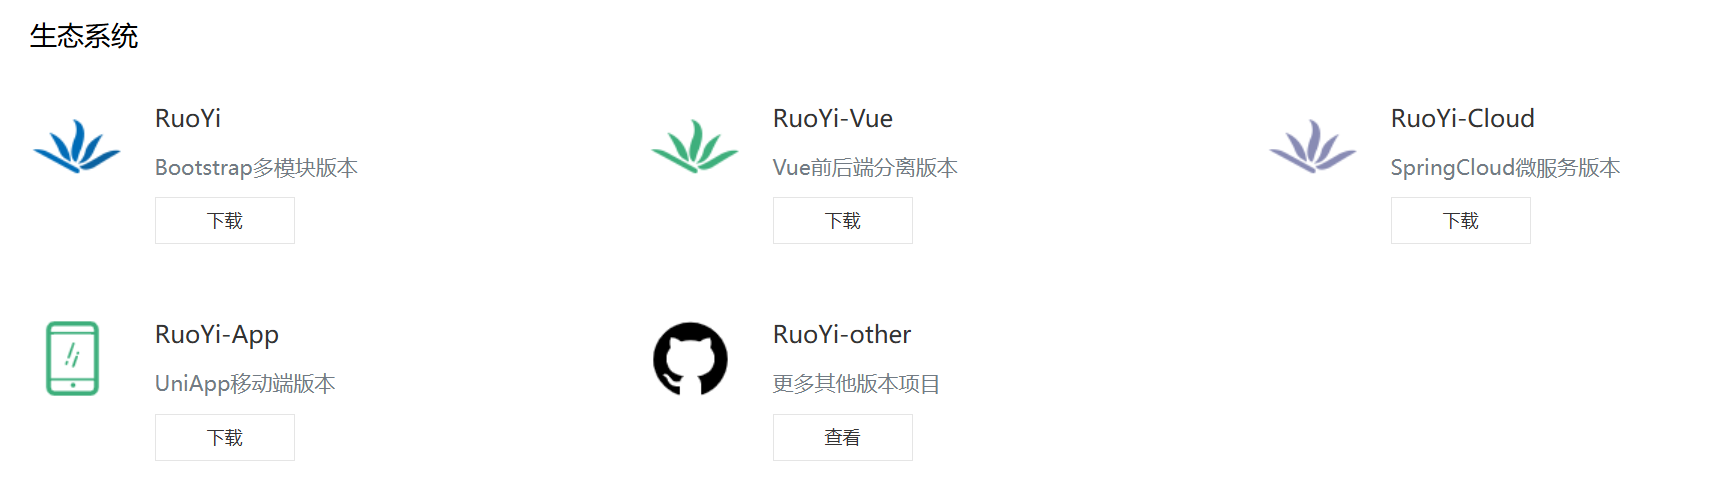 生态系统
RuoYi
Bootstrap多模块版本
下载
RuoYi-Vue
Vue前后端分离版本
下载
RuoYi-Cloud
SpringCloud微服务版本
下载
RuoYi-App
UniApp移动端版本
下载
RuoYi-other
更多其他版本项目
查看